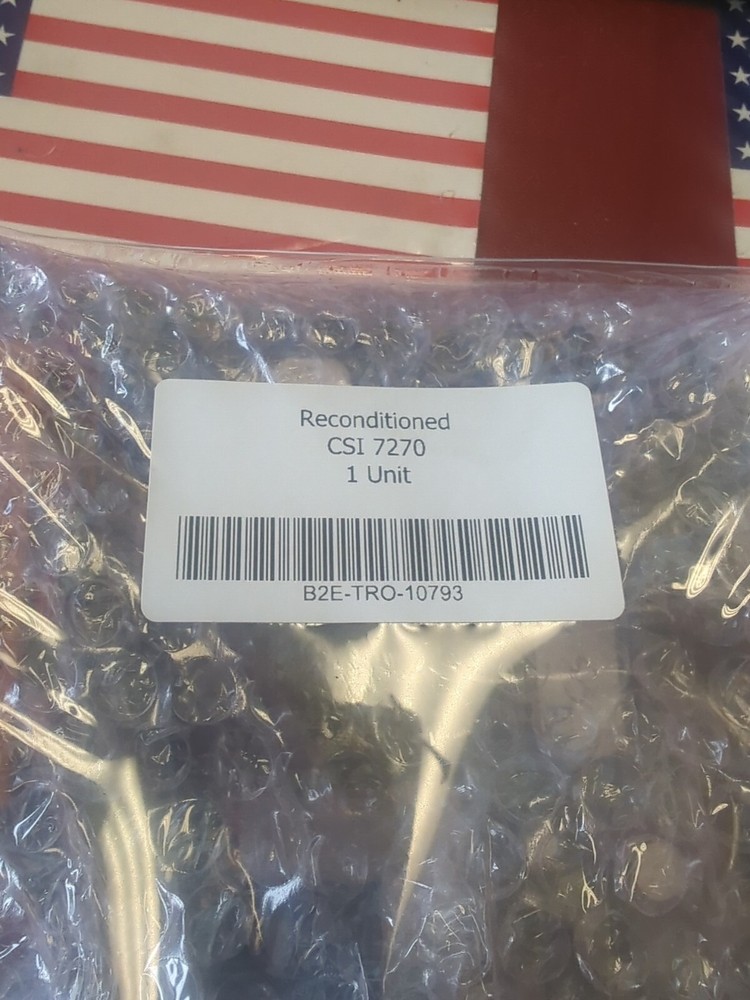 Reconditioned
CSI 7270
1 Unit
B2E-TRO-10793